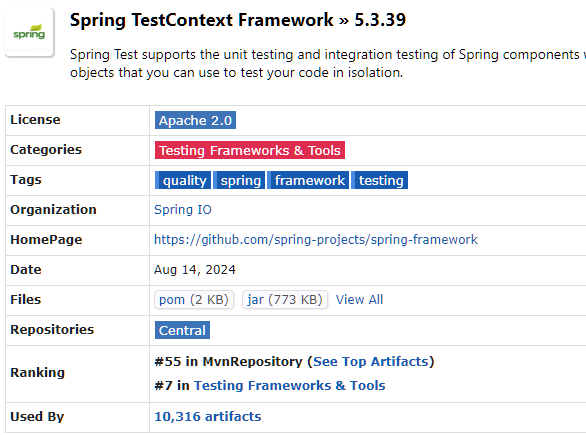 spring
Spring TestContext Framework » 5.3.39
Spring Test supports the unit testing and integration testing of Spring components
objects that you can use to test your code in isolation.
License Apache 2.0
Categories Testing Frameworks & Tools
Tags quality spring framework testing
Organization Spring IO
HomePage https://github.com/spring-projects/spring-framework
Date Aug 14, 2024
Files pom (2 KB) jar (773 KB) View All
Repositories Central
Ranking #55 in MvnRepository (See Top Artifacts)
#7 in Testing Frameworks & Tools
Used By 10,316 artifacts